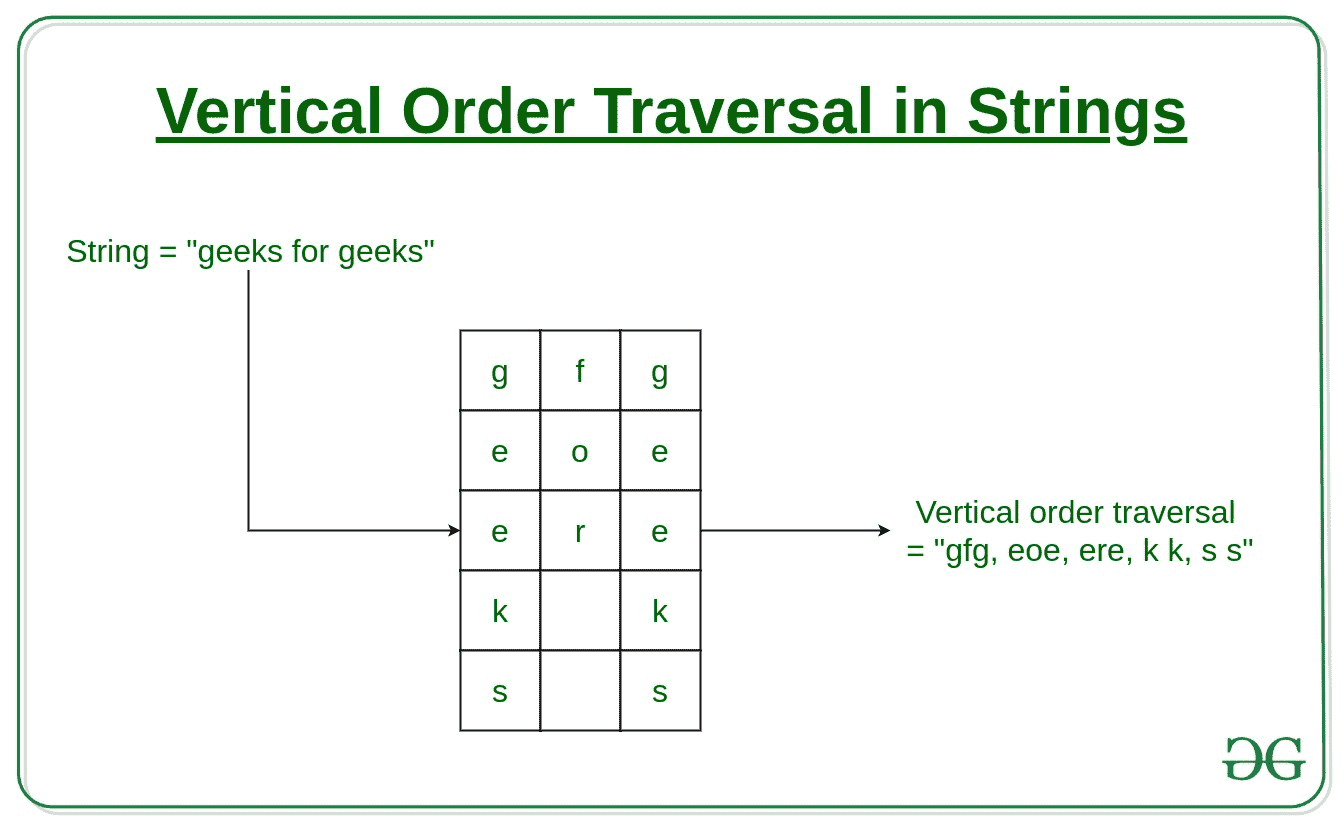 Vertical Order Traversal in Strings
String = "geeks for geeks"
g f g
e o e
e r e
k k
s s
Vertical order traversal
= "gfg, eoe, ere, k k, s s"